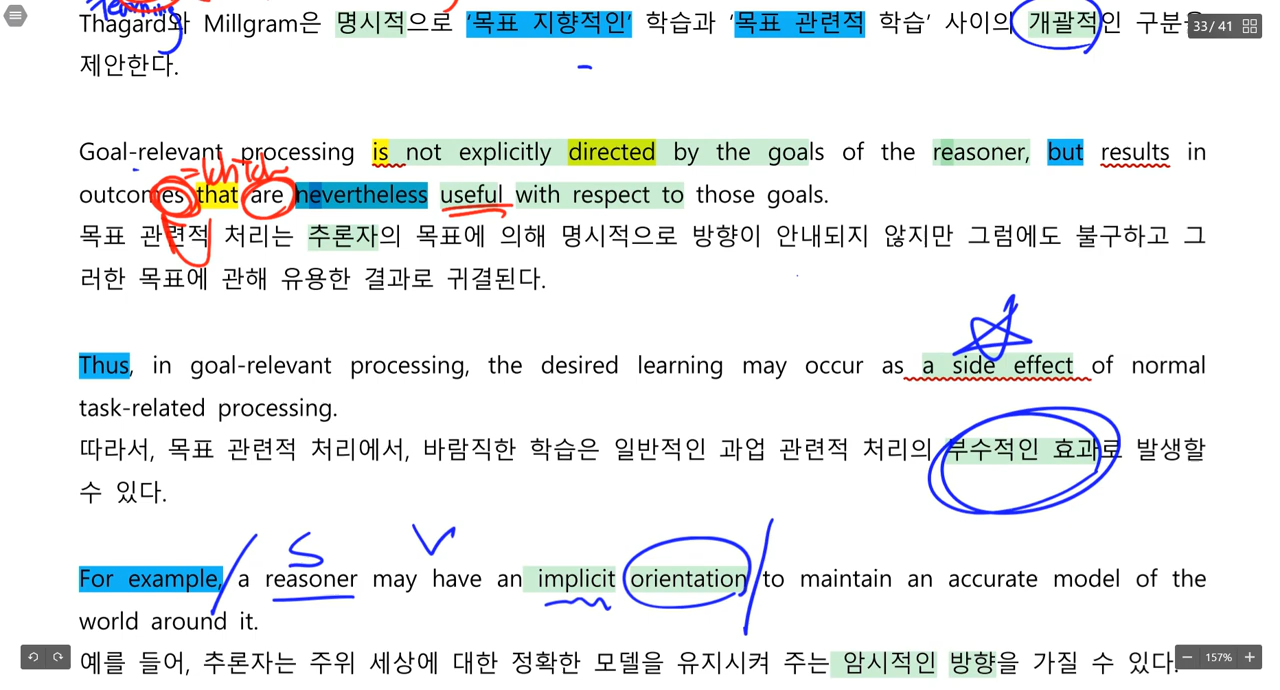 learning
Thagard와 Millgram은 명시적으로 ‘목표 지향적인’ 학습과 ‘목표 관련적 학습’ 사이의 개괄적인 구분을
33 / 41
제안한다.
Goal-relevant processing is not explicitly directed by the goals of the reasoner, but results in
=which
outcomes that are nevertheless useful with respect to those goals.
목표 관련적 처리는 추론자의 목표에 의해 명시적으로 방향이 안내되지 않지만 그럼에도 불구하고 그
러한 목표에 관해 유용한 결과로 귀결된다.
Thus, in goal-relevant processing, the desired learning may occur as a side effect of normal
task-related processing.
따라서, 목표 관련적 처리에서, 바람직한 학습은 일반적인 과업 관련적 처리의 부수적인 효과로 발생할
수 있다.
S V
For example, a reasoner may have an implicit orientation to maintain an accurate model of the
world around it.
예를 들어, 추론자는 주위 세상에 대한 정확한 모델을 유지시켜 주는 암시적인 방향을 가질 수 있다.
157%